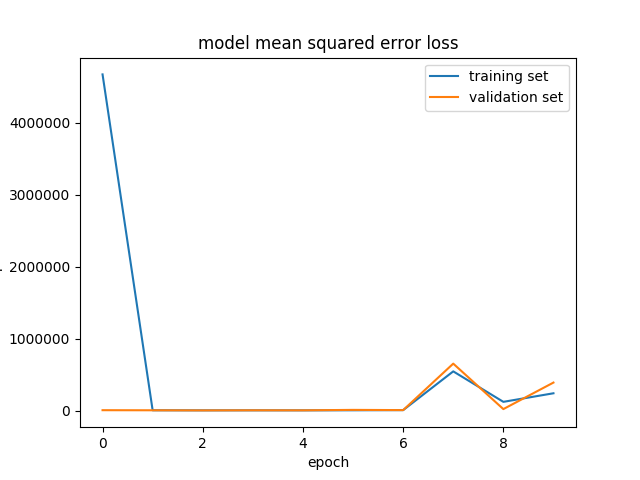 model mean squared error loss
training set
validation set
4000000
3000000
2000000
1000000
0
0 2 4 6 8
epoch